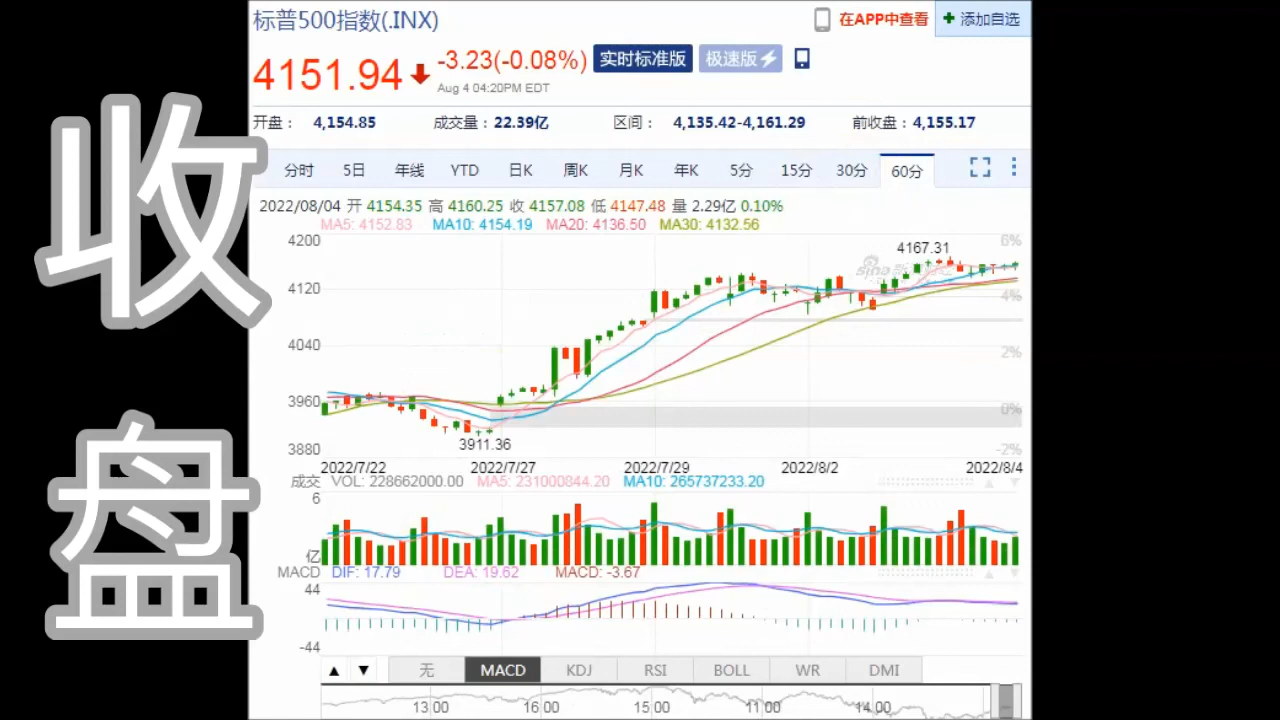 收
盘
标普500指数(.INX)
在APP中查看
+ 添加自选
4151.94
-3.23(-0.08%)
实时标准版
极速版
Aug 4 04:20PM EDT
开盘： 4,154.85
成交量：22.39亿
区间： 4,135.42-4,161.29
前收盘：4,155.17
分时 5日 年线 YTD 日K 周K 月K 年K 5分 15分 30分 60分
2022/08/04 开 4154.35 高 4160.25 收 4157.08 低 4147.48 量 2.29亿 0.10%
MA5: 4152.83 MA10: 4154.19 MA20: 4136.50 MA30: 4132.56
4200
6%
4167.31
sina
4120
4%
4040
2%
3960
0%
3911.36
3880
-2%
2022/7/22 2022/7/27 2022/7/29 2022/8/2 2022/8/4
成交 VOL: 228662000.00 MA5: 231000844.20 MA10: 265737233.20
6
亿
MACD DIF: 17.79 DEA: 19.62 MACD: -3.67
44
-44
▲ ▼ 无 MACD KDJ RSI BOLL WR DMI
13:00 16:00 15:00 11:00 14:00